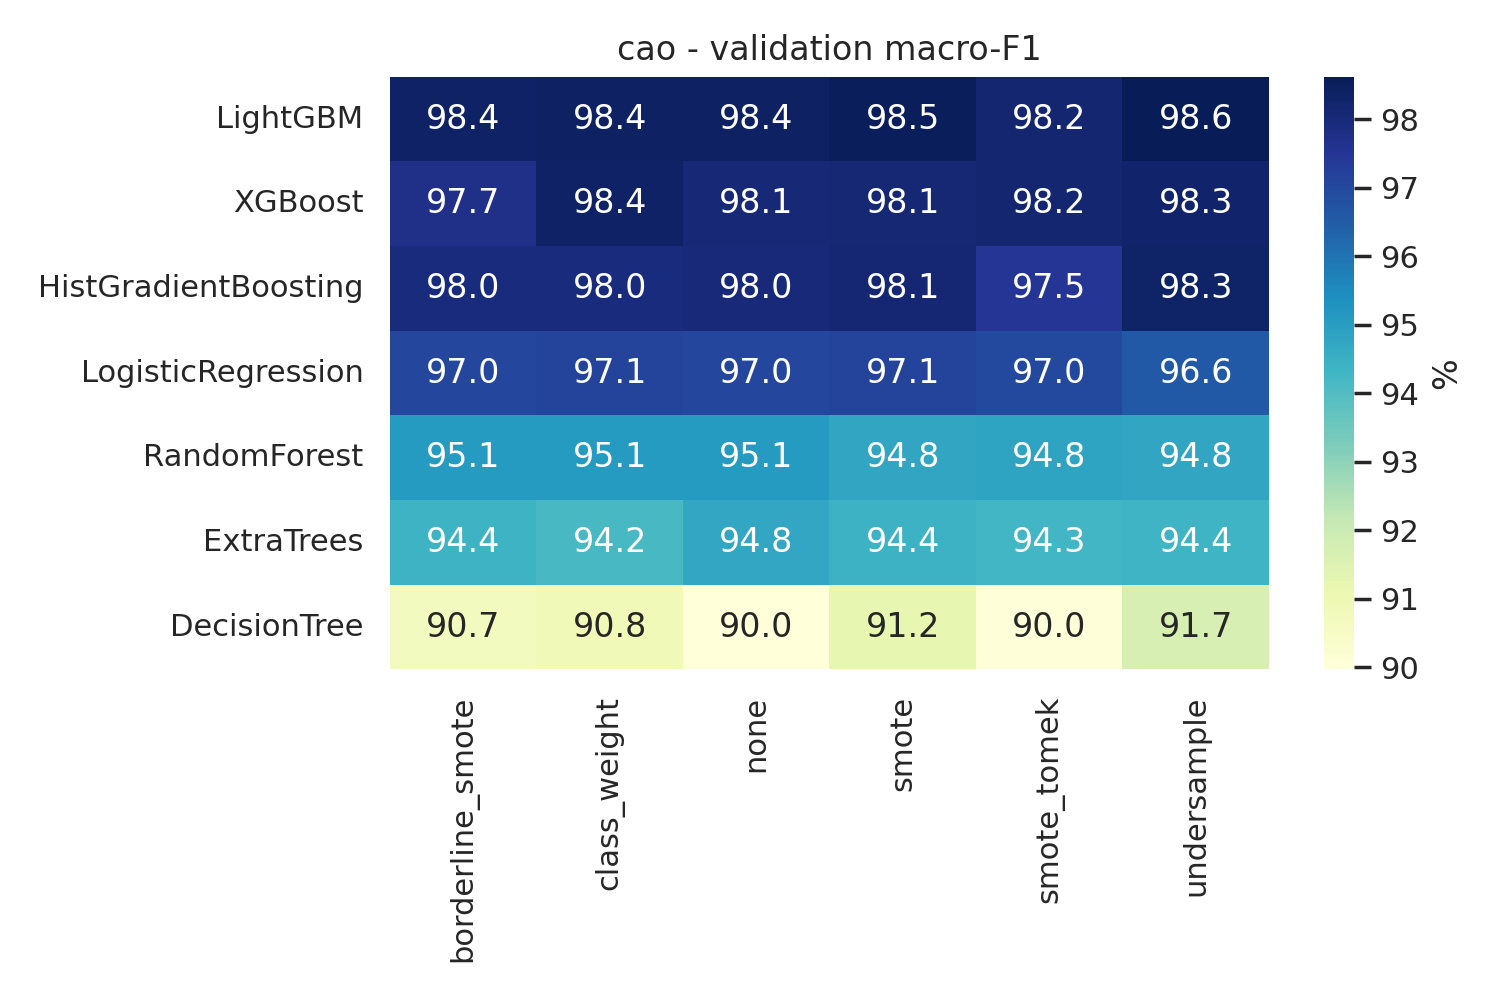 cao - validation macro-F1
LightGBM 98.4 98.4 98.4 98.5 98.2 98.6
XGBoost 97.7 98.4 98.1 98.1 98.2 98.3
HistGradientBoosting 98.0 98.0 98.0 98.1 97.5 98.3
LogisticRegression 97.0 97.1 97.0 97.1 97.0 96.6
RandomForest 95.1 95.1 95.1 94.8 94.8 94.8
ExtraTrees 94.4 94.2 94.8 94.4 94.3 94.4
DecisionTree 90.7 90.8 90.0 91.2 90.0 91.7
borderline_smote
class_weight
none
smote
smote_tomek
undersample
98
97
96
95
94
93
92
91
90
%